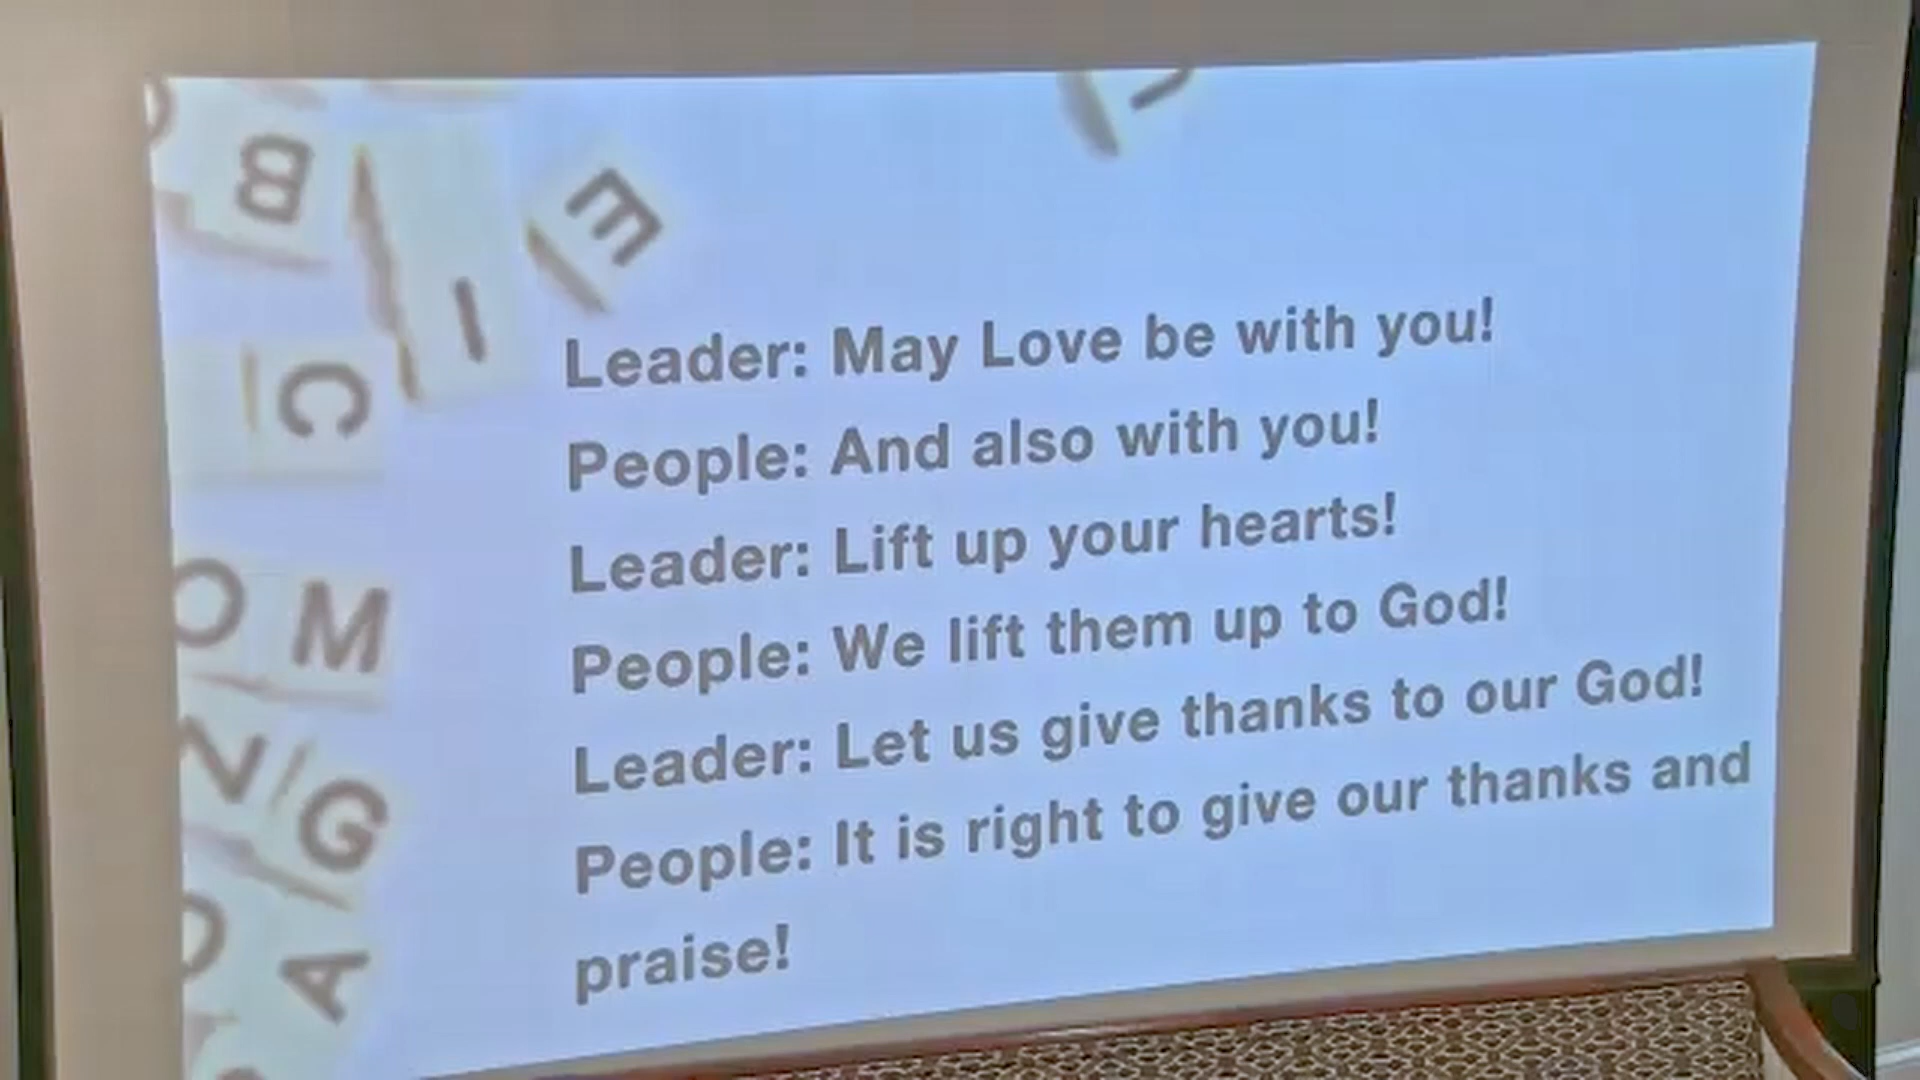 B
I
E
C
O M
N G
A
Leader: May Love be with you!
People: And also with you!
Leader: Lift up your hearts!
People: We lift them up to God!
Leader: Let us give thanks to our God!
People: It is right to give our thanks and
praise!